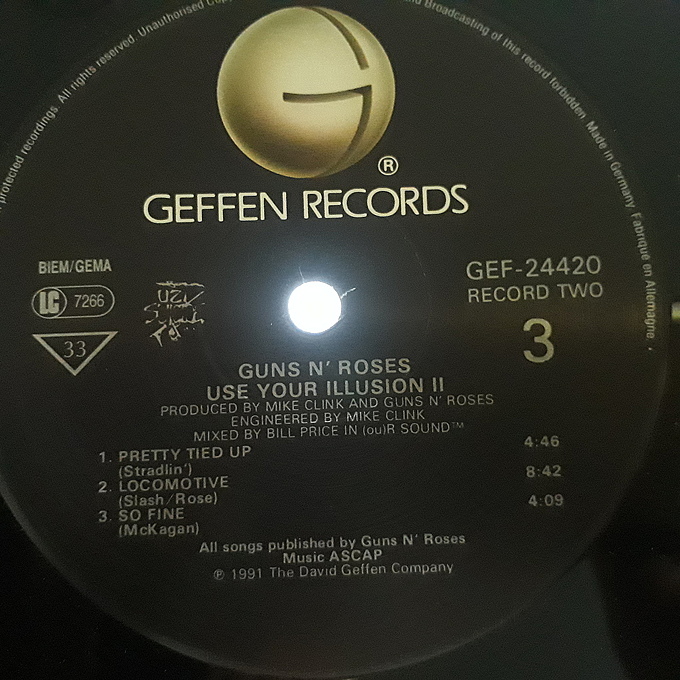 protected recordings. All rights reserved. Unauthorised
Broadcasting of this record forbidden. Made in Germany. Fabriqué en Allemagne.
G
®
GEFFEN RECORDS
BIEM/GEMA
LC 7266
33
UZI
GEF-24420
RECORD TWO
3
GUNS N' ROSES
USE YOUR ILLUSION II
PRODUCED BY MIKE CLINK AND GUNS N' ROSES
ENGINEERED BY MIKE CLINK
MIXED BY BILL PRICE IN (ou)R SOUND™
1. PRETTY TIED UP 4:46
(Stradlin')
2. LOCOMOTIVE 8:42
(Slash/Rose)
3. SO FINE 4:09
(McKagan)
All songs published by Guns N' Roses
Music ASCAP
℗ 1991 The David Geffen Company